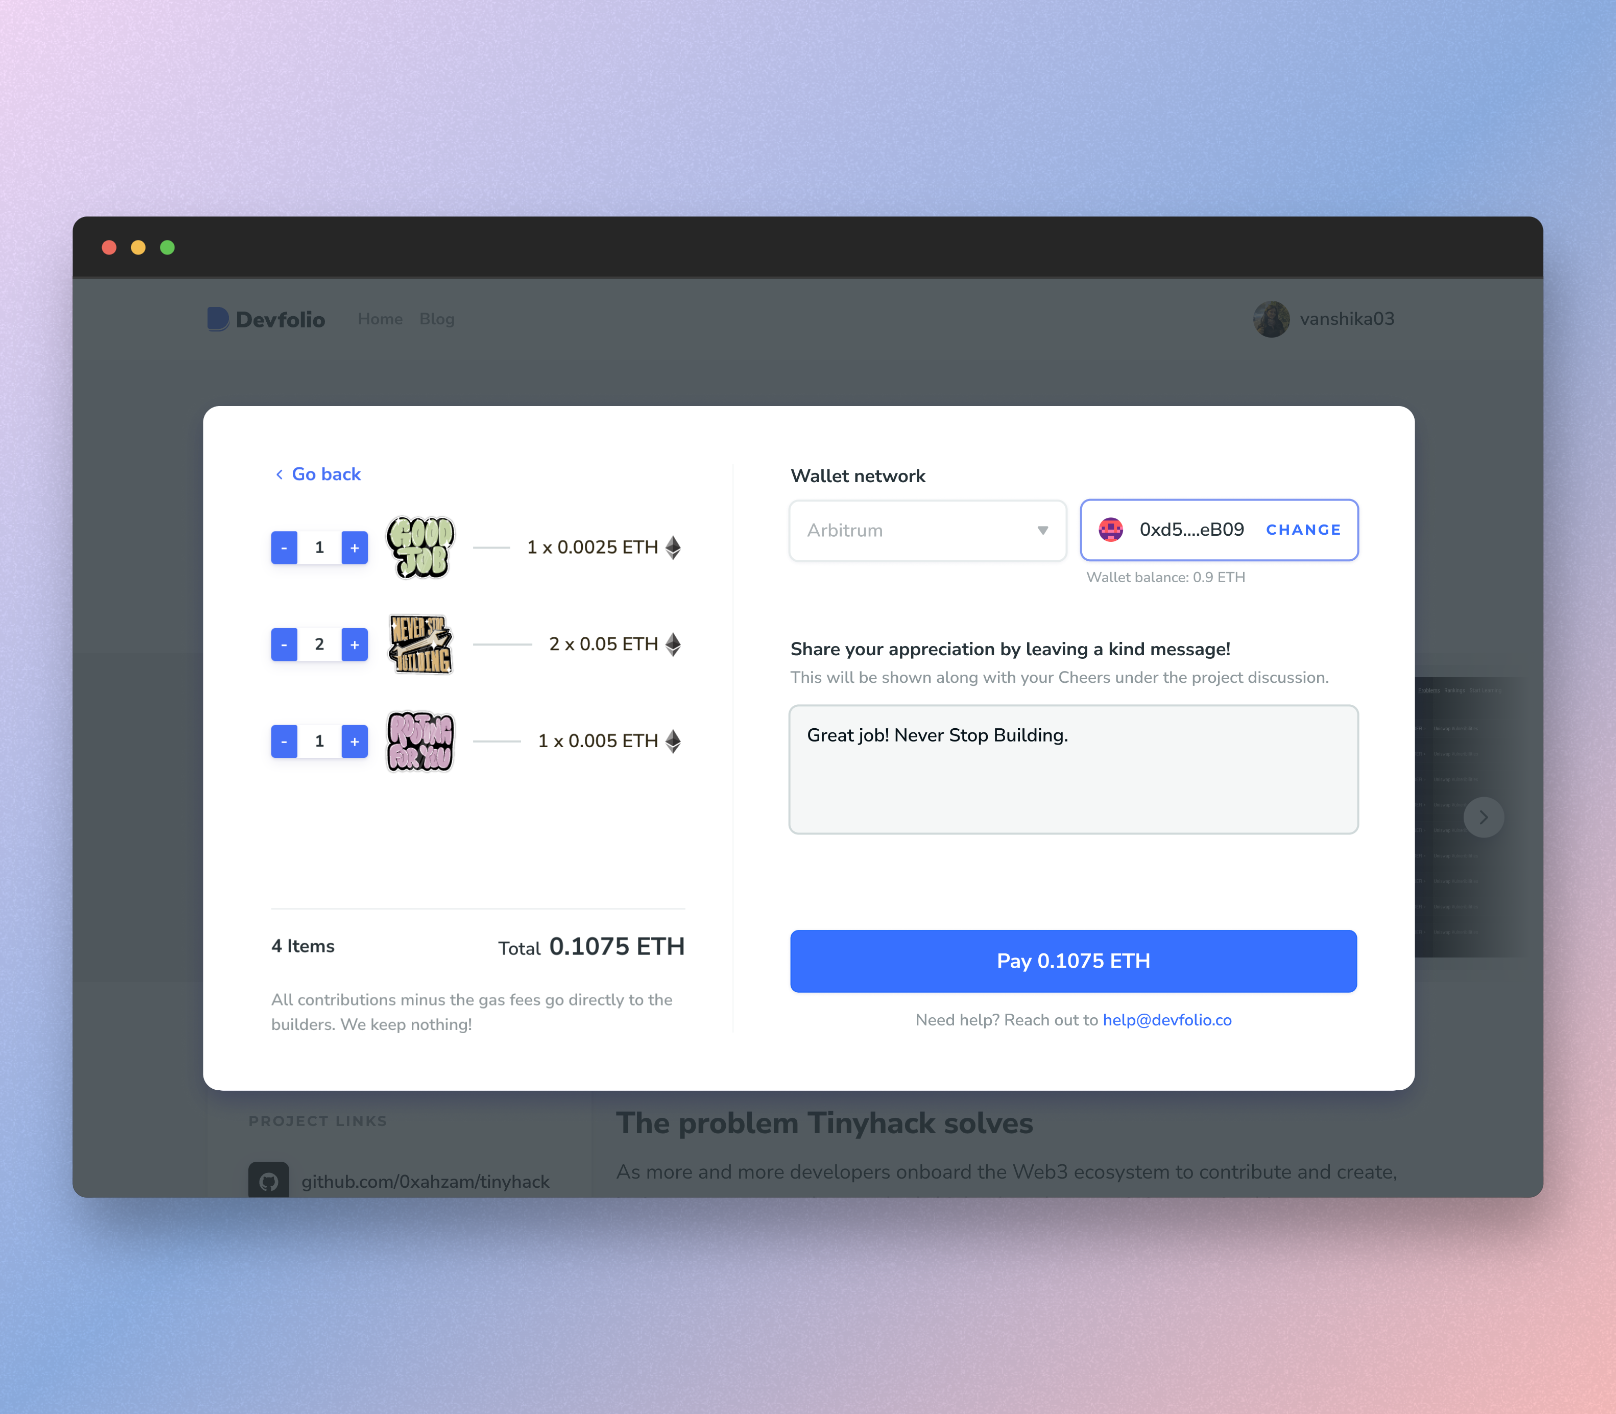 Devfolio Home Blog vanshika03
Go back
- 1 + GOOD JOB 1 x 0.0025 ETH
- 2 + NEVER STOP BUILDING 2 x 0.05 ETH
- 1 + ROOTING FOR YOU 1 x 0.005 ETH
4 Items Total 0.1075 ETH
All contributions minus the gas fees go directly to the
builders. We keep nothing!
Wallet network
Arbitrum 0xd5....eB09 CHANGE
Wallet balance: 0.9 ETH
Share your appreciation by leaving a kind message!
This will be shown along with your Cheers under the project discussion.
Great job! Never Stop Building.
Pay 0.1075 ETH
Need help? Reach out to help@devfolio.co
PROJECT LINKS
github.com/0xahzam/tinyhack
The problem Tinyhack solves
As more and more developers onboard the Web3 ecosystem to contribute and create,